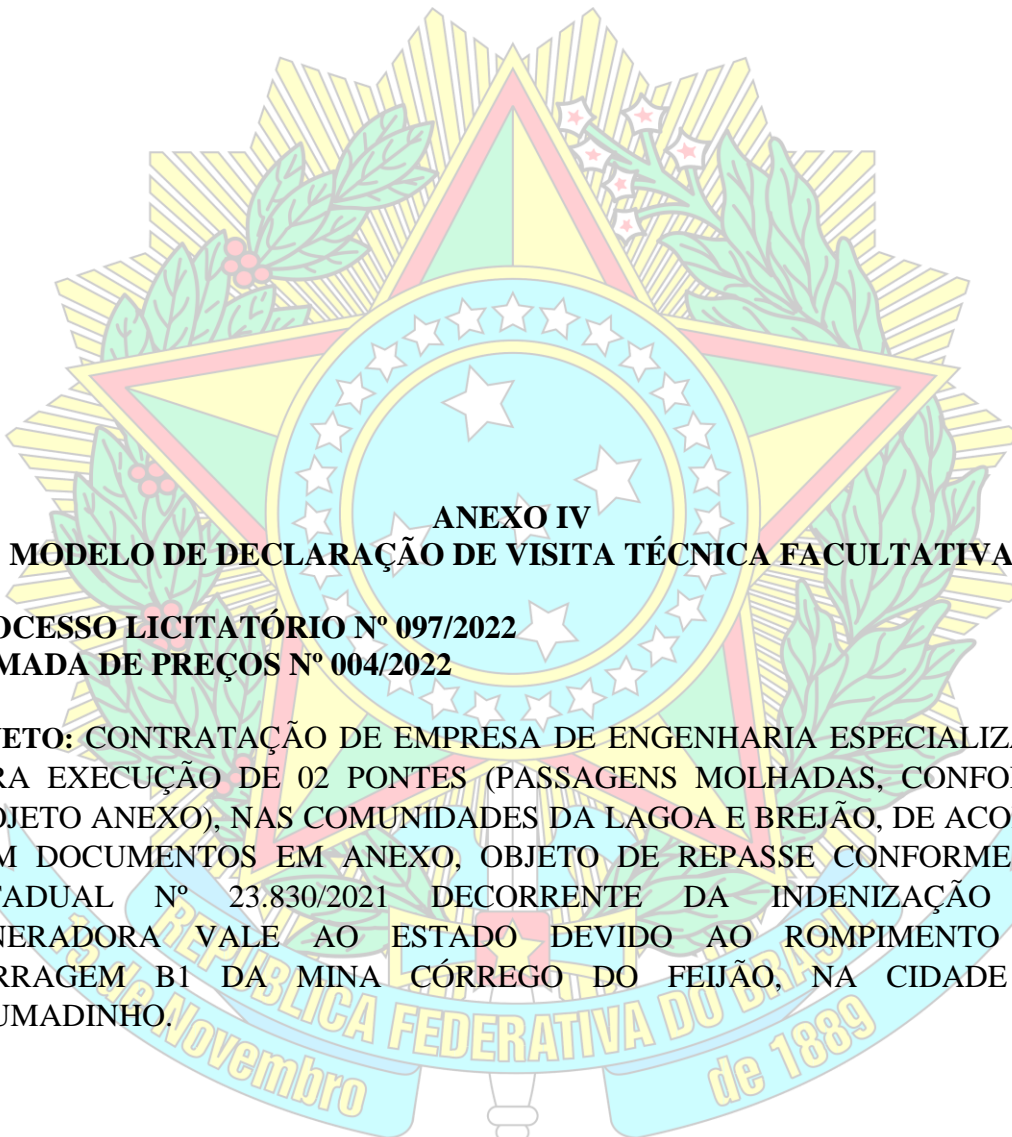 ANEXO IV
MODELO DE DECLARAÇÃO DE VISITA TÉCNICA FACULTATIVA
OCESSO LICITATÓRIO Nº 097/2022
MADA DE PREÇOS Nº 004/2022
ETO: CONTRATAÇÃO DE EMPRESA DE ENGENHARIA ESPECIALIZA
RA EXECUÇÃO DE 02 PONTES (PASSAGENS MOLHADAS, CONFO
OJETO ANEXO), NAS COMUNIDADES DA LAGOA E BREJÃO, DE ACO
M DOCUMENTOS EM ANEXO, OBJETO DE REPASSE CONFORME
TADUAL Nº 23.830/2021 DECORRENTE DA INDENIZAÇÃO
NERADORA VALE AO ESTADO DEVIDO AO ROMPIMENTO
RRAGEM B1 DA MINA CÓRREGO DO FEIJÃO, NA CIDADE
UMADINHO.
REPÚBLICA FEDERATIVA DO BRASIL
15 de Novembro
de 1889